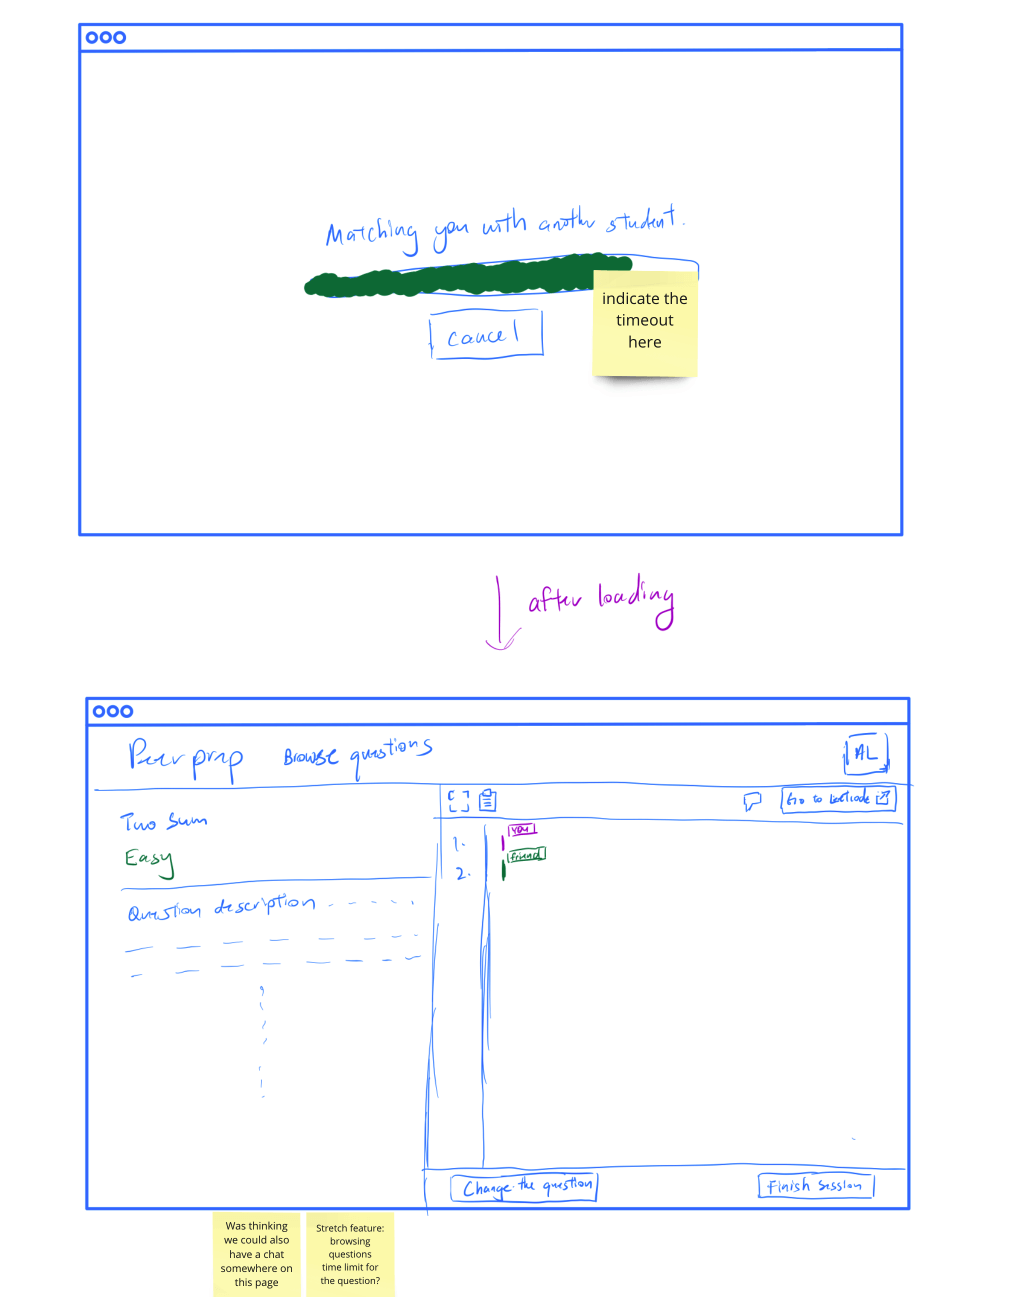 Matching you with another student.
indicate the
timeout
here
cancel
after loading
Peerprep
Browse questions
AL
Go to Leetcode
Two Sum
Easy
Question description
1.
you
2.
friend
Change the question
Finish session
Was thinking
we could also
have a chat
somewhere on
this page
Stretch feature:
browsing
questions
time limit for
the question?